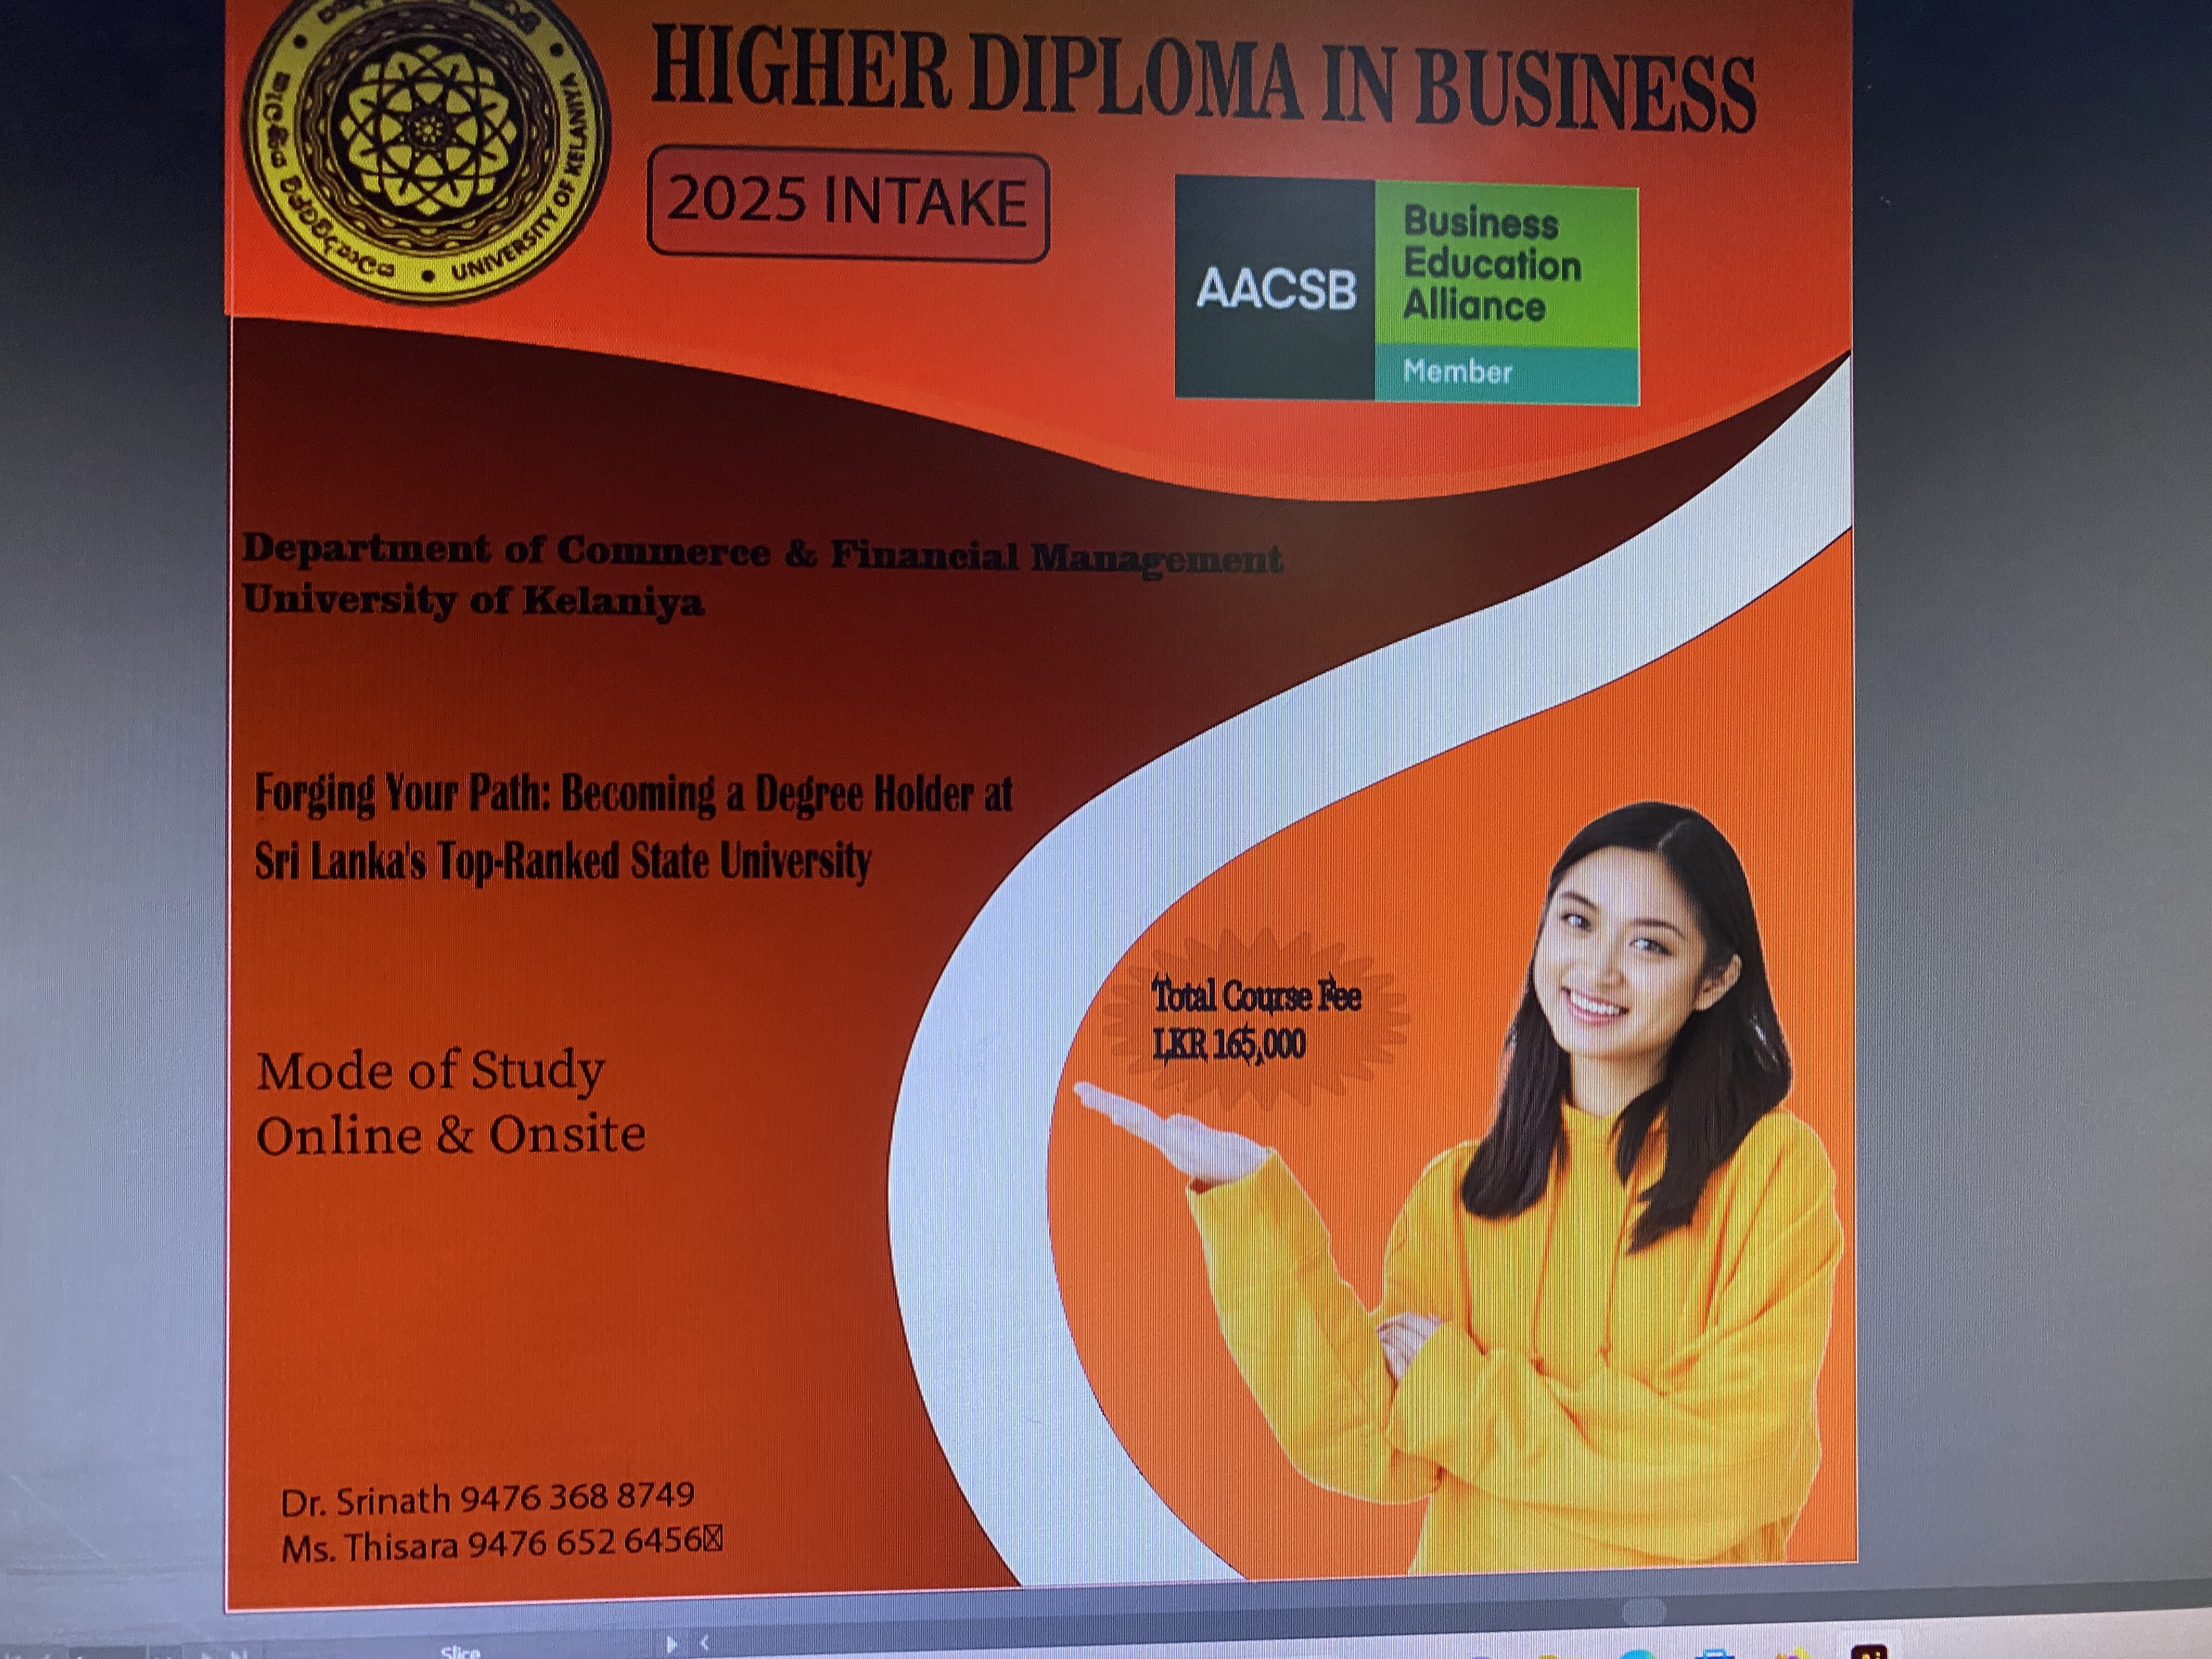 HIGHER DIPLOMA IN BUSINESS
UNIVERSITY OF KELANIYA
2025 INTAKE
AACSB
Business
Education
Alliance
Member
Department of Commerce & Financial Management
University of Kelaniya
Forging Your Path: Becoming a Degree Holder at
Sri Lanka's Top-Ranked State University
Total Course Fee
LKR 165,000
Mode of Study
Online & Onsite
Dr. Srinath 9476 368 8749
Ms. Thisara 9476 652 6456
Slice